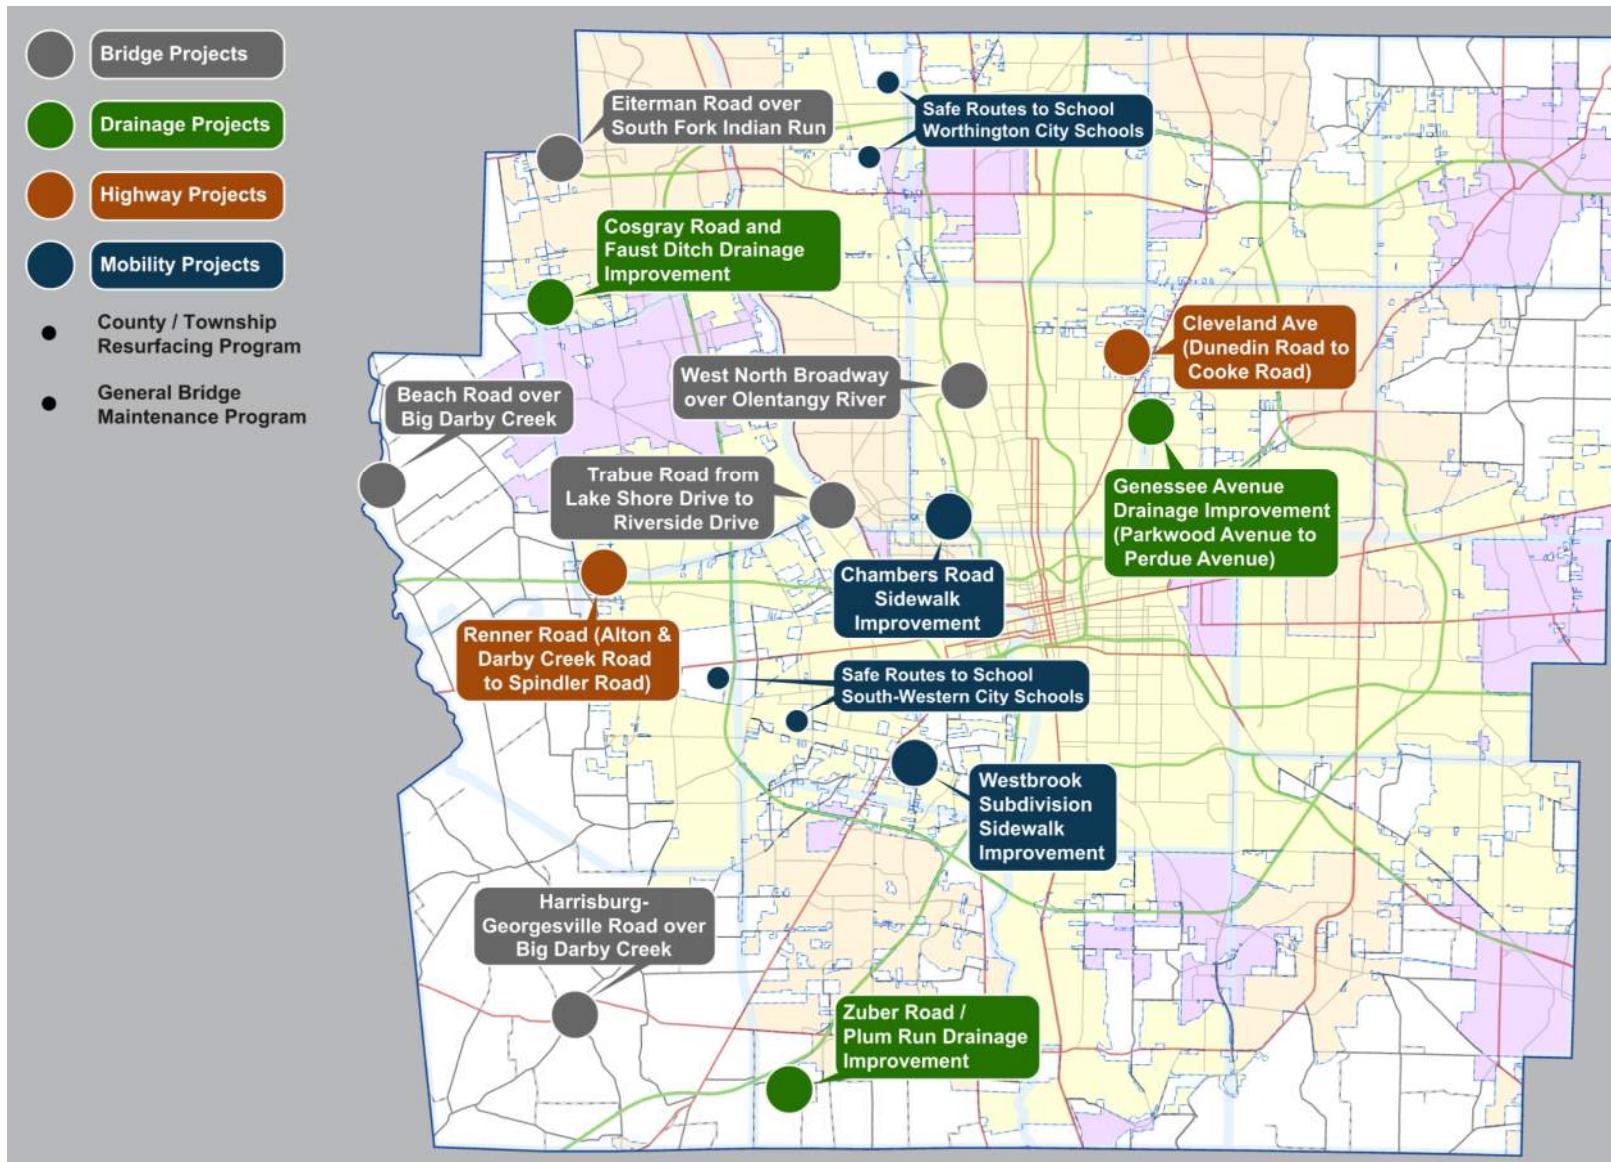 Bridge Projects
Drainage Projects
Highway Projects
Mobility Projects
County / Township
Resurfacing Program
General Bridge
Maintenance Program
Eiterman Road over
South Fork Indian Run
Safe Routes to School
Worthington City Schools
Cosgray Road and
Faust Ditch Drainage
Improvement
Cleveland Ave
(Dunedin Road to
Cooke Road)
West North Broadway
over Olentangy River
Beach Road over
Big Darby Creek
Trabue Road from
Lake Shore Drive to
Riverside Drive
Genessee Avenue
Drainage Improvement
(Parkwood Avenue to
Perdue Avenue)
Chambers Road
Sidewalk
Improvement
Renner Road (Alton &
Darby Creek Road
to Spindler Road)
Safe Routes to School
South-Western City Schools
Westbrook
Subdivision
Sidewalk
Improvement
Harrisburg-
Georgesville Road over
Big Darby Creek
Zuber Road /
Plum Run Drainage
Improvement